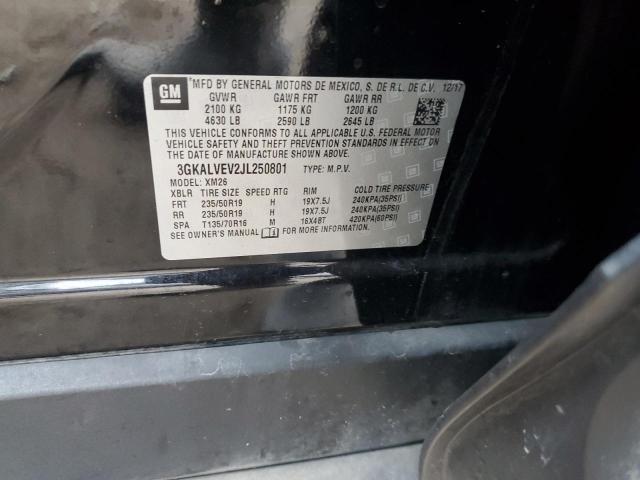 GM
*MFD BY GENERAL MOTORS DE MEXICO, S. DE R.L. DE C.V. 12/17
GVWR GAWR FRT GAWR RR
2100 KG 1175 KG 1200 KG
4630 LB 2590 LB 2645 LB
THIS VEHICLE CONFORMS TO ALL APPLICABLE U.S. FEDERAL MOTOR
VEHICLE SAFETY AND THEFT PREVENTION STANDARDS IN EFFECT ON THE
DATE OF MANUFACTURE SHOWN ABOVE.
3GKALVEV2JL250801 TYPE: M.P.V.
MODEL: XM26
XBLR TIRE SIZE SPEED RTG RIM COLD TIRE PRESSURE
FRT 235/50R19 H 19X7.5J 240KPA(35PSI)
RR 235/50R19 H 19X7.5J 240KPA(35PSI)
SPA T135/70R16 M 16X4BT 420KPA(60PSI)
SEE OWNER'S MANUAL FOR MORE INFORMATION.